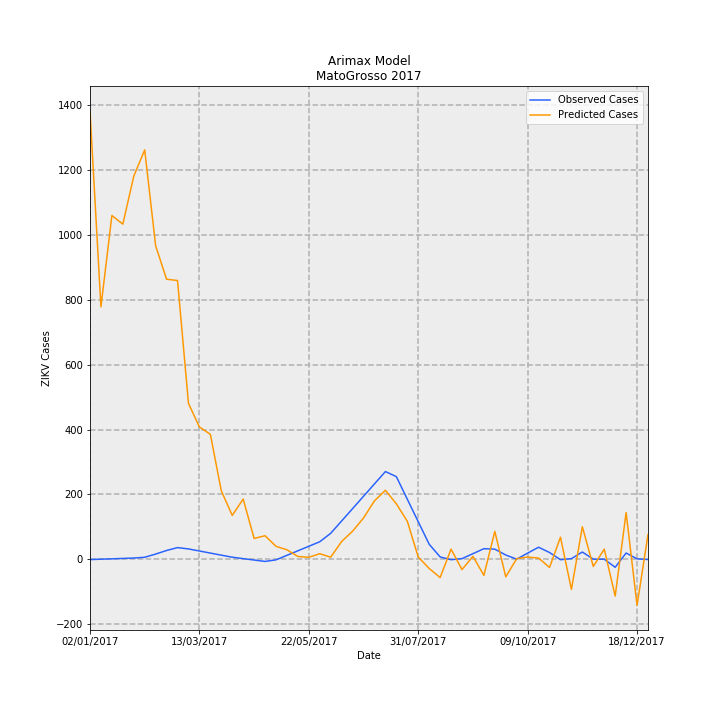 Arimax Model
MatoGrosso 2017
Observed Cases
Predicted Cases
1400
1200
1000
800
600
400
200
0
−200
ZIKV Cases
02/01/2017
13/03/2017
22/05/2017
31/07/2017
09/10/2017
18/12/2017
Date